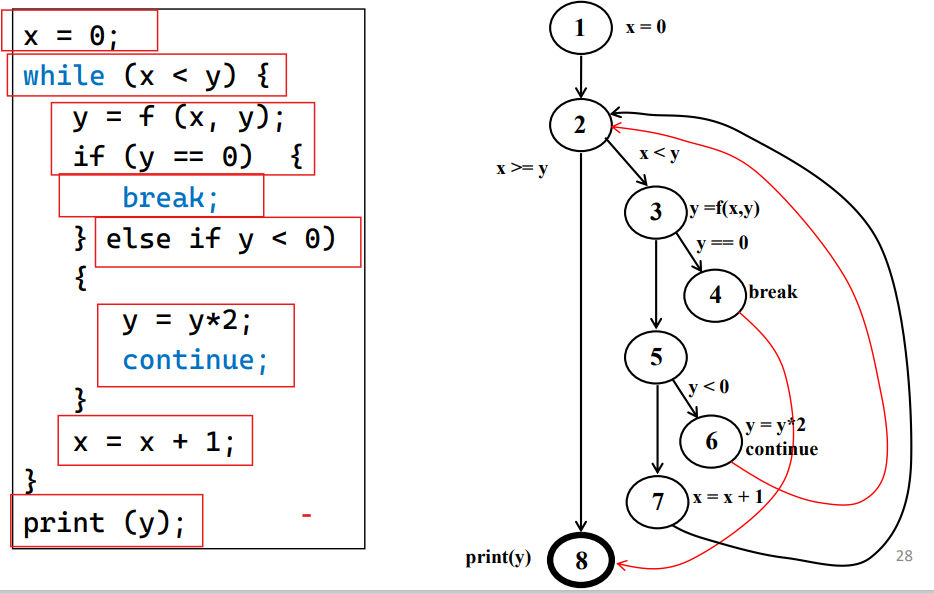 x = 0;
while (x < y) {
y = f (x, y);
if (y == 0) {
break;
} else if y < 0)
{
y = y*2;
continue;
}
x = x + 1;
}
print (y);
1
x = 0
2
x >= y
x < y
3
y =f(x,y)
y == 0
4
break
5
y < 0
6
y = y*2
continue
7
x = x + 1
print(y)
8
28